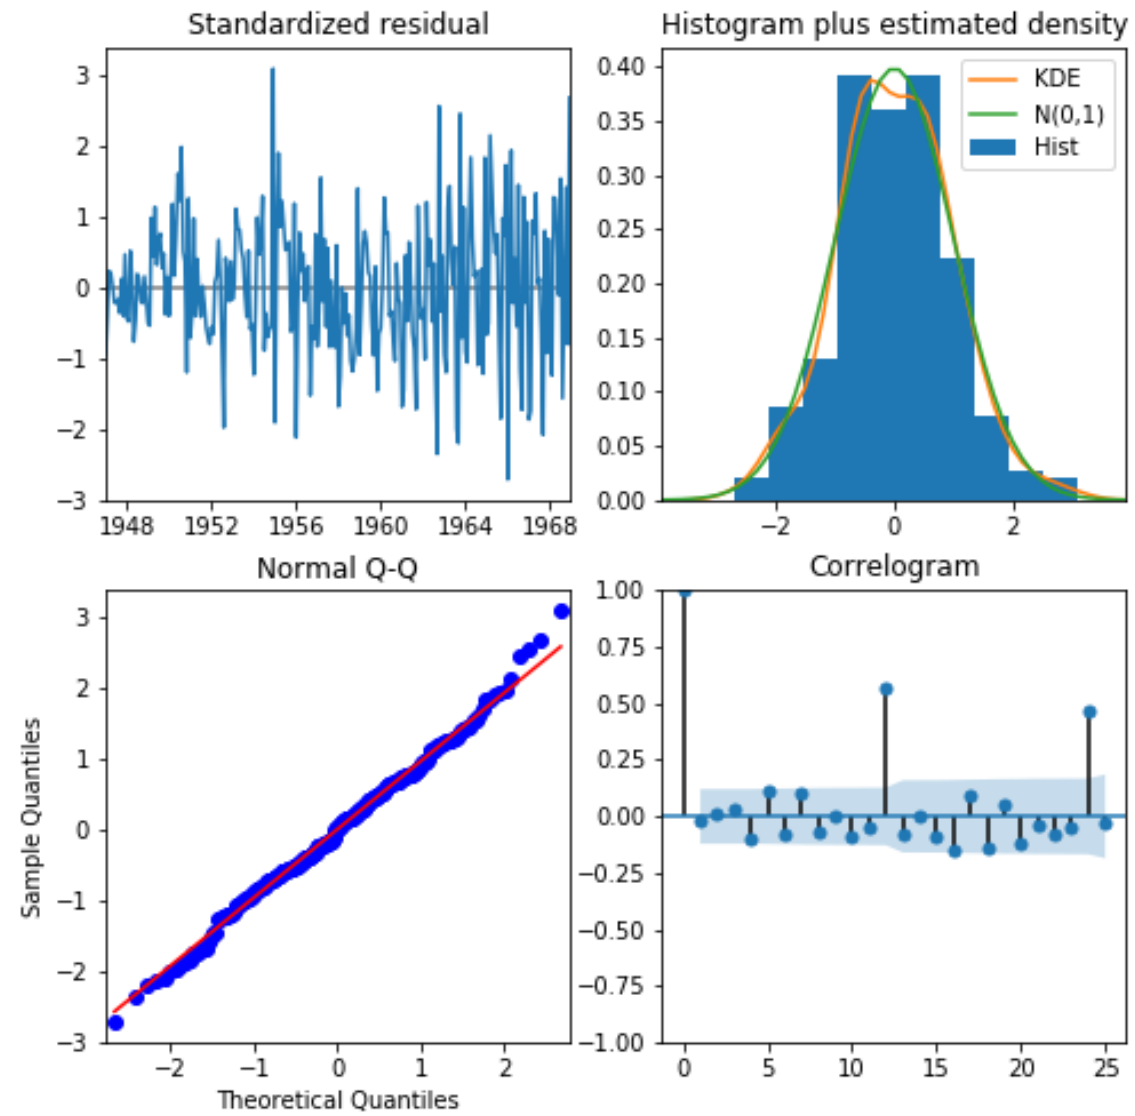 Standardized residual
3
2
1
0
−1
−2
−3
1948 1952 1956 1960 1964 1968
Histogram plus estimated density
0.40
0.35
0.30
0.25
0.20
0.15
0.10
0.05
0.00
−2 0 2
KDE
N(0,1)
Hist
Normal Q-Q
Sample Quantiles
3
2
1
0
−1
−2
−3
−2 −1 0 1 2
Theoretical Quantiles
Correlogram
1.00
0.75
0.50
0.25
0.00
−0.25
−0.50
−0.75
−1.00
0 5 10 15 20 25